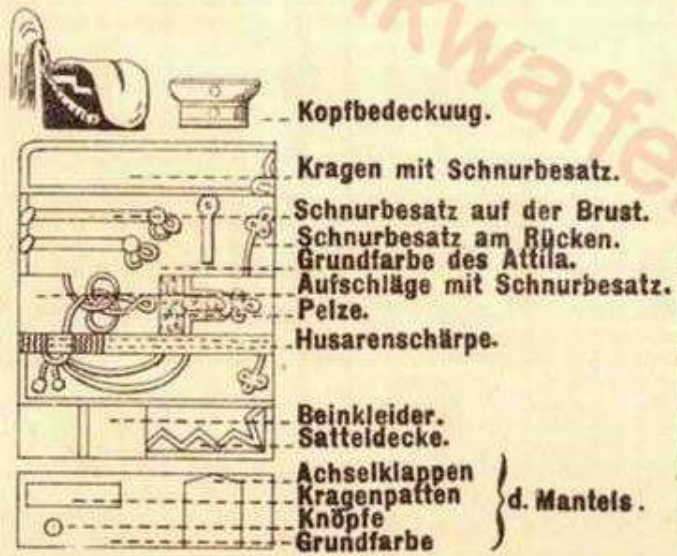 Kopfbedeckuug.
Kragen mit Schnurbesatz.
Schnurbesatz auf der Brust.
Schnurbesatz am Rücken.
Grundfarbe des Attila.
Aufschläge mit Schnurbesatz.
Pelze.
Husarenschärpe.
Beinkleider.
Satteldecke.
Achselklappen
Kragenpatten
Knöpfe
Grundfarbe
d. Mantels.